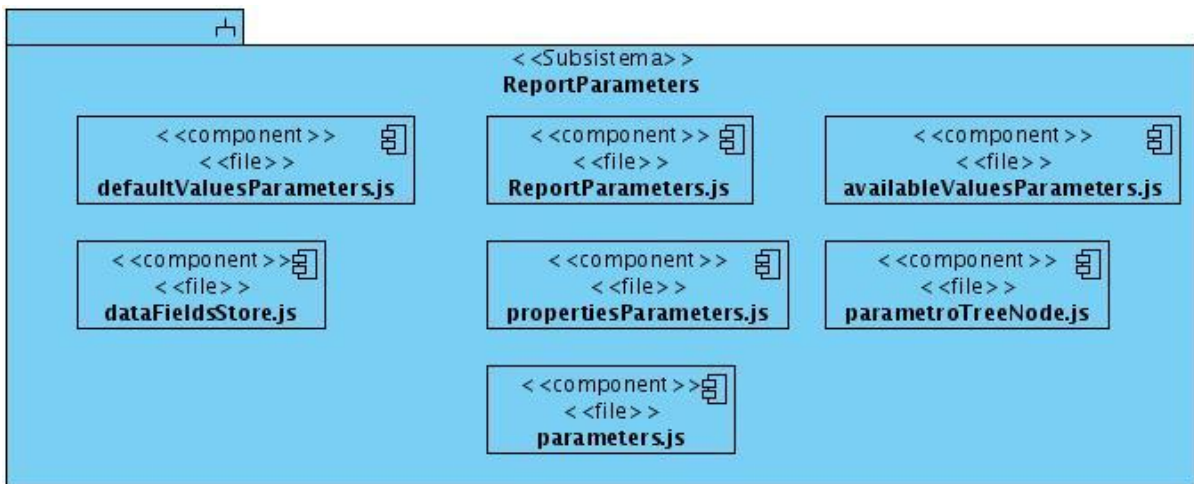 <<Subsistema>>
ReportParameters
<<component>>
<<file>>
defaultValuesParameters.js
<<component>>
<<file>>
ReportParameters.js
<<component>>
<<file>>
availableValuesParameters.js
<<component>>
<<file>>
dataFieldsStore.js
<<component>>
<<file>>
propertiesParameters.js
<<component>>
<<file>>
parametroTreeNode.js
<<component>>
<<file>>
parameters.js